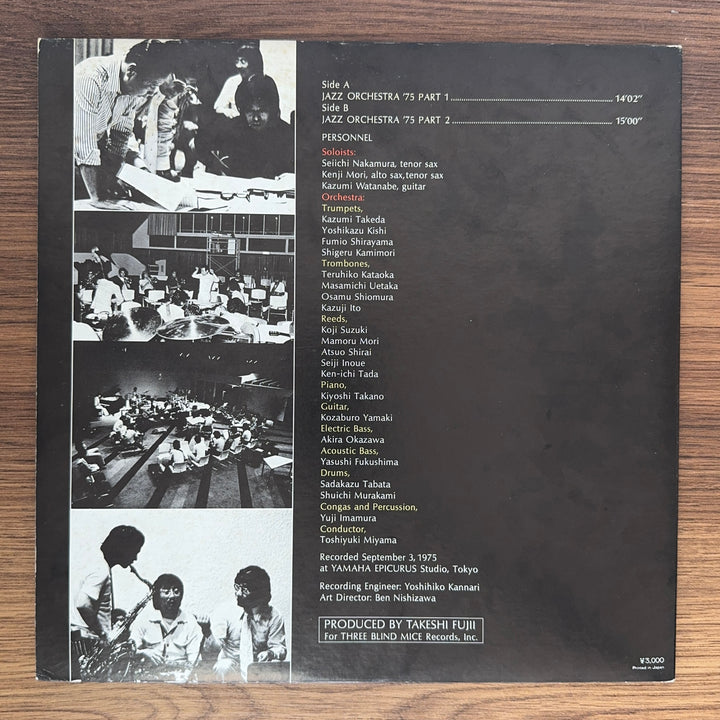 Side A
JAZZ ORCHESTRA '75 PART 1 ........ 14'02"
Side B
JAZZ ORCHESTRA '75 PART 2 ........ 15'00"
PERSONNEL
Soloists:
Seiichi Nakamura, tenor sax
Kenji Mori, alto sax,tenor sax
Kazumi Watanabe, guitar
Orchestra:
Trumpets,
Kazumi Takeda
Yoshikazu Kishi
Fumio Shirayama
Shigeru Kamimori
Trombones,
Teruhiko Kataoka
Masamichi Uetaka
Osamu Shiomura
Kazuji Ito
Reeds,
Koji Suzuki
Mamoru Mori
Atsuo Shirai
Seiji Inoue
Ken-ichi Tada
Piano,
Kiyoshi Takano
Guitar,
Kozaburo Yamaki
Electric Bass,
Akira Okazawa
Acoustic Bass,
Yasushi Fukushima
Drums,
Sadakazu Tabata
Shuichi Murakami
Congas and Percussion,
Yuji Imamura
Conductor,
Toshiyuki Miyama
Recorded September 3, 1975
at YAMAHA EPICURUS Studio, Tokyo
Recording Engineer: Yoshihiko Kannari
Art Director: Ben Nishizawa
PRODUCED BY TAKESHI FUJII
For THREE BLIND MICE Records, Inc.
¥3,000
Printed in Japan